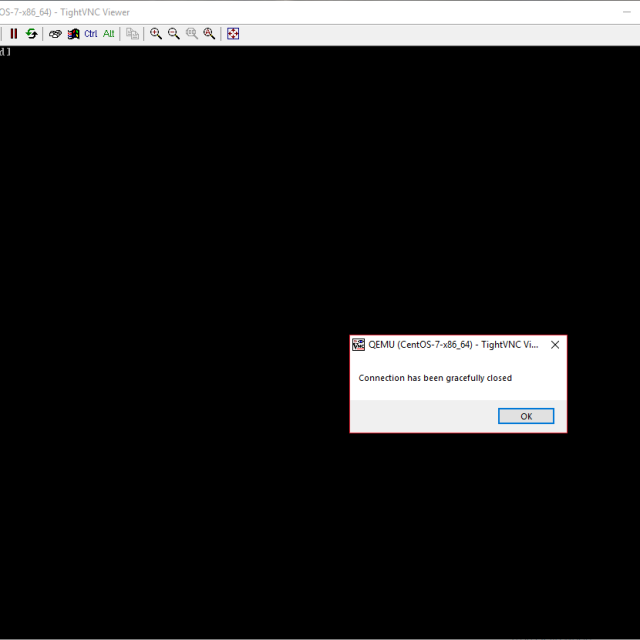 OS-7-x86_64) - TightVNC Viewer
Ctrl Alt
d]
QEMU (CentOS-7-x86_64) - TightVNC Vi...
Connection has been gracefully closed
OK